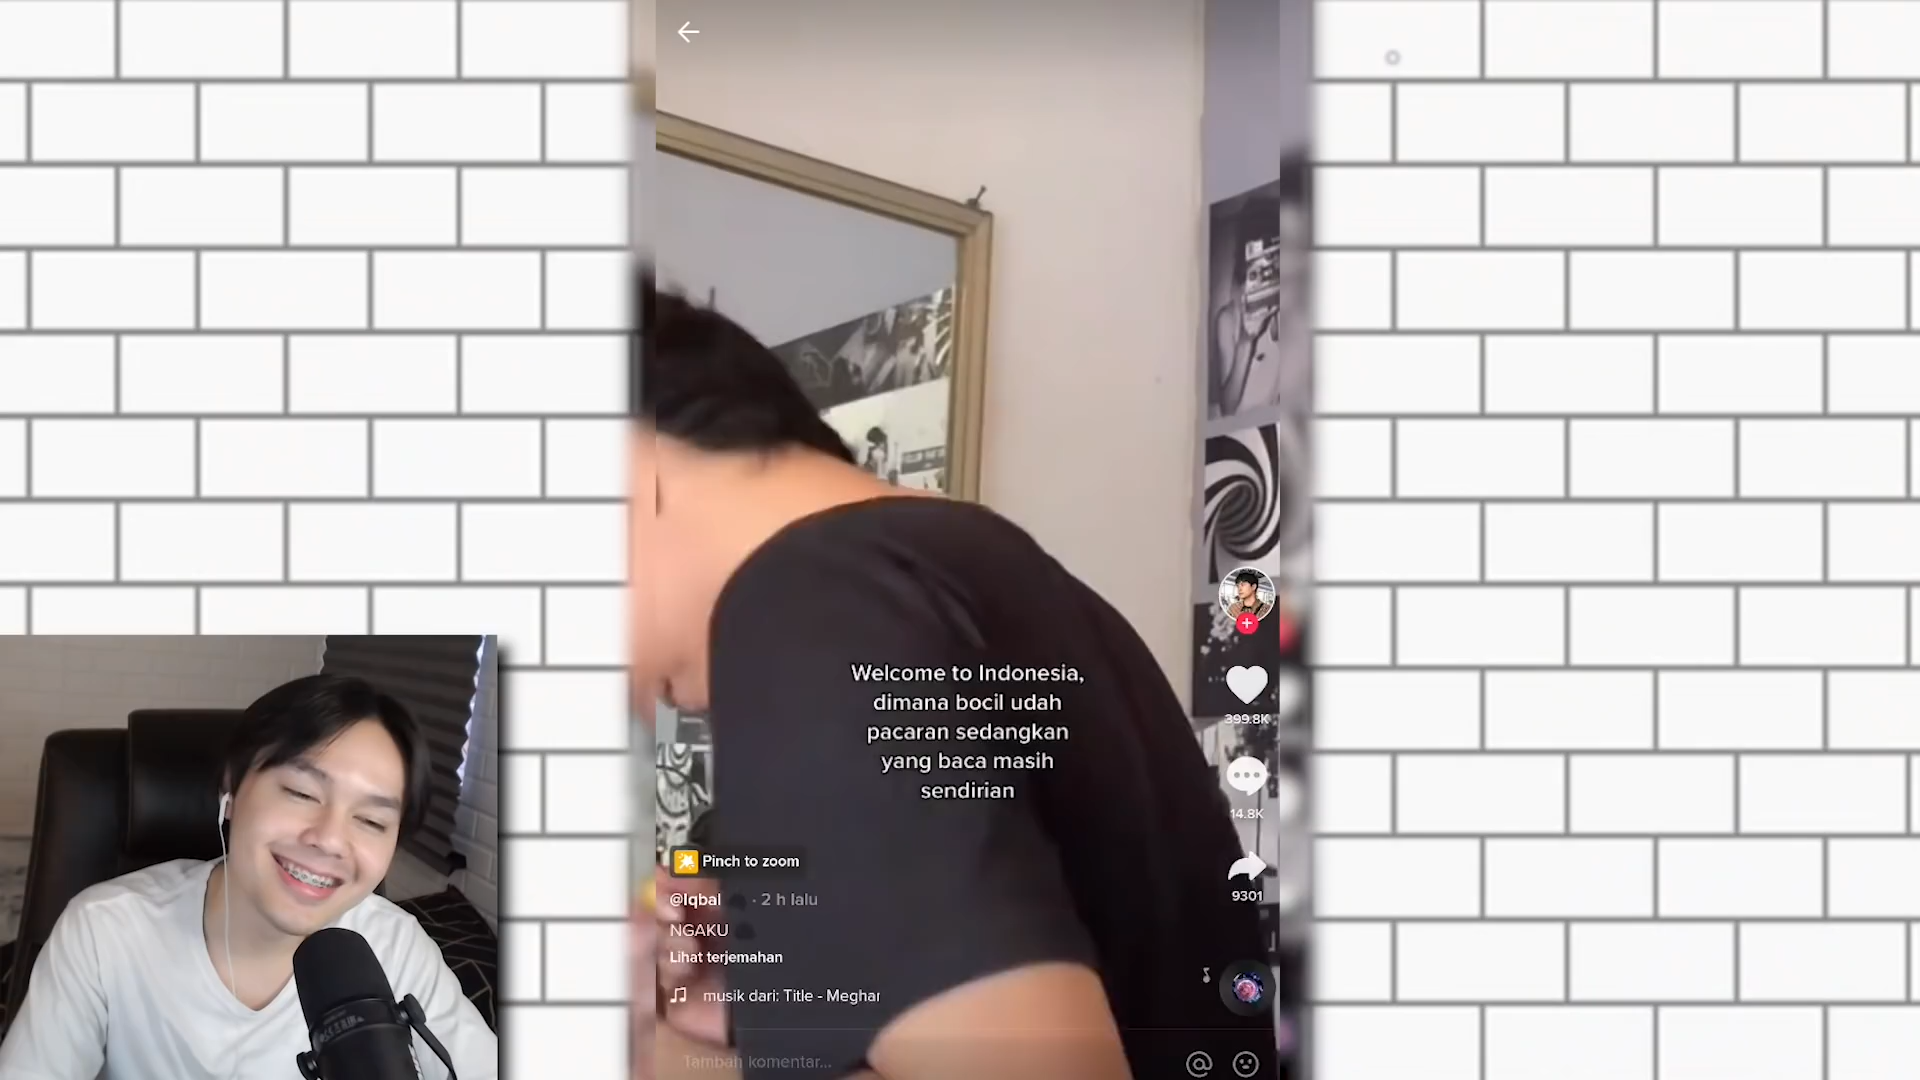 Welcome to Indonesia,
dimana bocil udah
pacaran sedangkan
yang baca masih
sendirian
399.8K
14.8K
9301
Pinch to zoom
@Iqbal · 2 h lalu
NGAKU
Lihat terjemahan
musik dari: Title - Meghan
Tambah komentar...